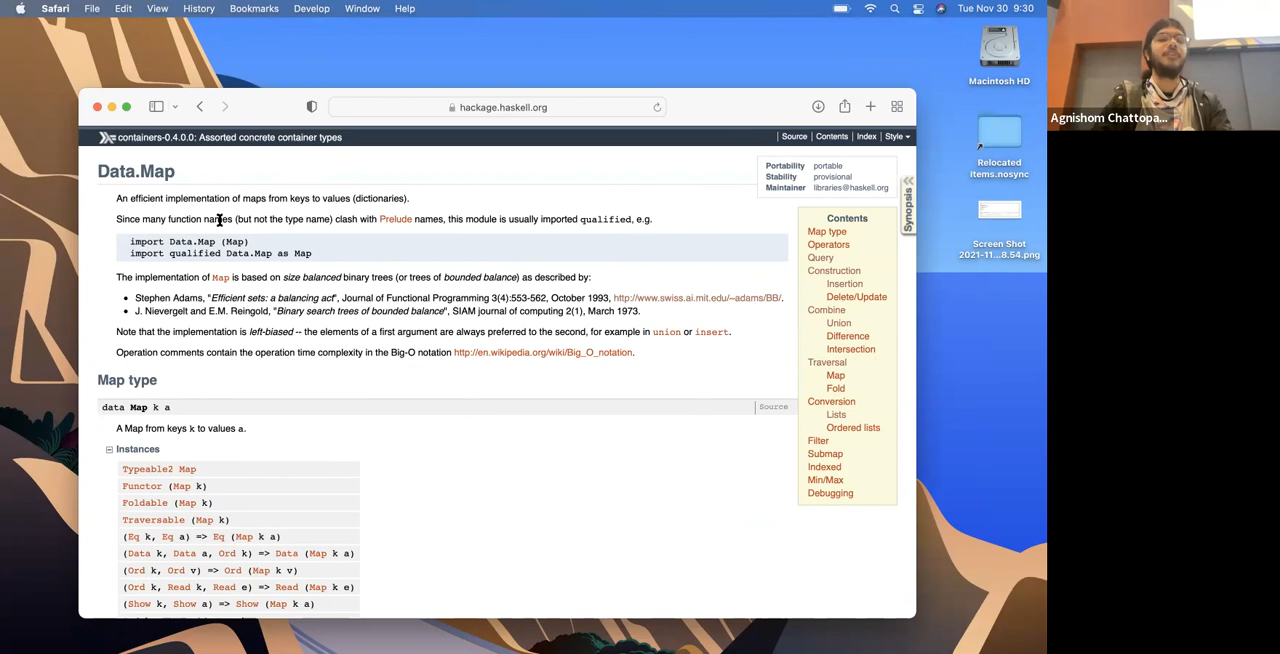 Safari File Edit View History Bookmarks Develop Window Help Tue Nov 30 9:30
hackage.haskell.org
containers-0.4.0.0: Assorted concrete container types
Source Contents Index Style
Data.Map
Portability portable
Stability provisional
Maintainer libraries@haskell.org
Synopsis
An efficient implementation of maps from keys to values (dictionaries).
Since many function names (but not the type name) clash with Prelude names, this module is usually imported qualified, e.g.
import Data.Map (Map)
import qualified Data.Map as Map
The implementation of Map is based on size balanced binary trees (or trees of bounded balance) as described by:
• Stephen Adams, "Efficient sets: a balancing act", Journal of Functional Programming 3(4):553-562, October 1993, http://www.swiss.ai.mit.edu/~adams/BB/.
• J. Nievergelt and E.M. Reingold, "Binary search trees of bounded balance", SIAM journal of computing 2(1), March 1973.
Note that the implementation is left-biased -- the elements of a first argument are always preferred to the second, for example in union or insert.
Operation comments contain the operation time complexity in the Big-O notation http://en.wikipedia.org/wiki/Big_O_notation.
Map type
data Map k a
Source
A Map from keys k to values a.
Instances
Typeable2 Map
Functor (Map k)
Foldable (Map k)
Traversable (Map k)
(Eq k, Eq a) => Eq (Map k a)
(Data k, Data a, Ord k) => Data (Map k a)
(Ord k, Ord v) => Ord (Map k v)
(Ord k, Read k, Read e) => Read (Map k e)
(Show k, Show a) => Show (Map k a)
Contents
Map type
Operators
Query
Construction
Insertion
Delete/Update
Combine
Union
Difference
Intersection
Traversal
Map
Fold
Conversion
Lists
Ordered lists
Filter
Submap
Indexed
Min/Max
Debugging
Macintosh HD
Relocated
Items.nosync
Screen Shot
2021-11...8.54.png
Agnishom Chattopa...